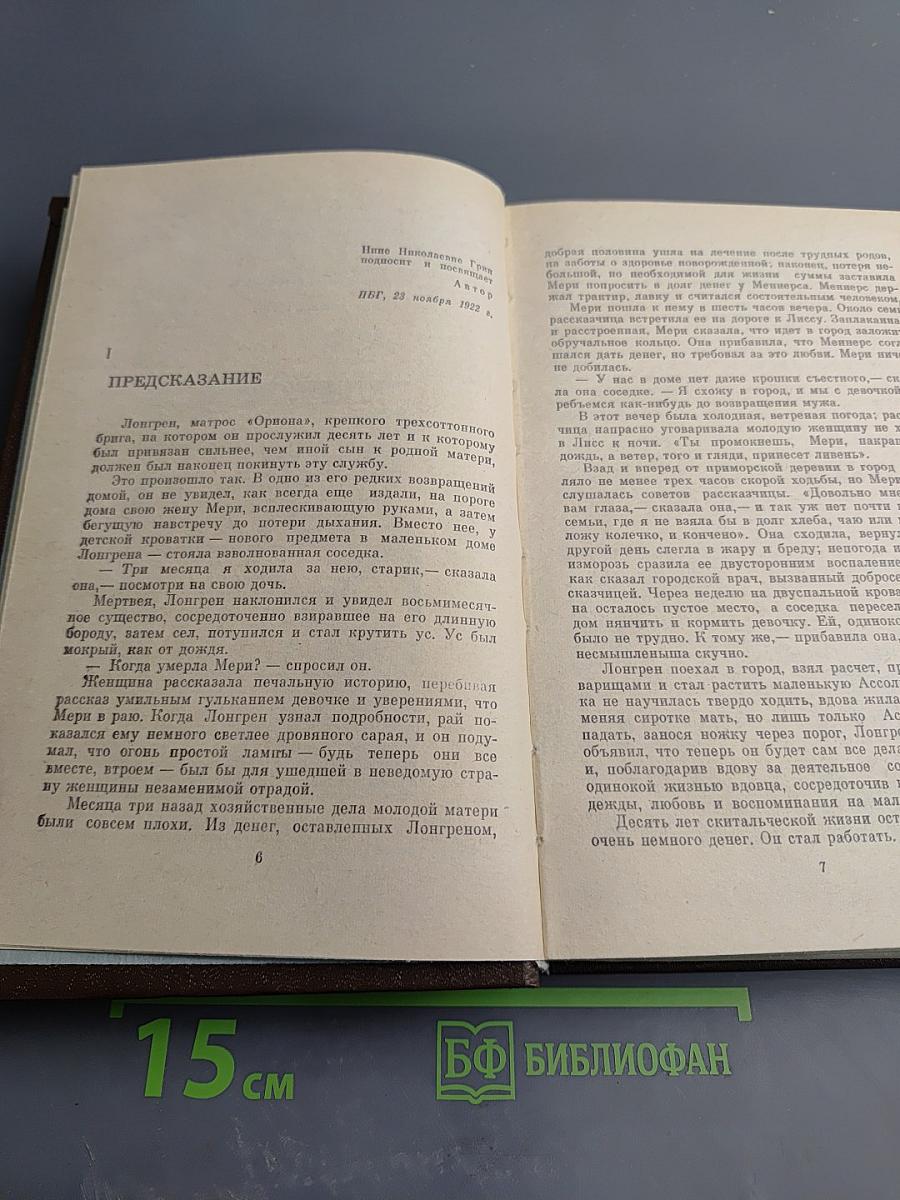 Нине Николаевне Грин
подносит и посвящает
Автор
ПБГ, 23 ноября 1922 г.
I
ПРЕДСКАЗАНИЕ
Лонгрен, матрос «Ориона», крепкого трехсоттонного
брига, на котором он прослужил десять лет и к которому
был привязан сильнее, чем иной сын к родной матери,
должен был наконец покинуть эту службу.
Это произошло так. В одно из его редких возвращений
домой, он не увидел, как всегда еще издали, на пороге
дома свою жену Мери, всплескивающую руками, а затем
бегущую навстречу до потери дыхания. Вместо нее, у
детской кроватки — нового предмета в маленьком доме
Лонгрена — стояла взволнованная соседка.
— Три месяца я ходила за нею, старик,— сказала
она,— посмотри на свою дочь.
Мертвея, Лонгрен наклонился и увидел восьмимесяч-
ное существо, сосредоточенно взиравшее на его длинную
бороду, затем сел, потупился и стал крутить ус. Ус был
мокрый, как от дождя.
— Когда умерла Мери? — спросил он.
Женщина рассказала печальную историю, перебивая
рассказ умильным гульканием девочке и уверениями, что
Мери в раю. Когда Лонгрен узнал подробности, рай по-
казался ему немного светлее дровяного сарая, и он поду-
мал, что огонь простой лампы — будь теперь они все
вместе, втроем — был бы для ушедшей в неведомую стра-
ну женщины незаменимой отрадой.
Месяца три назад хозяйственные дела молодой матери
были совсем плохи. Из денег, оставленных Лонгреном,
6
добрая половина ушла на лечение после трудных родов,
на заботы о здоровье новорожденной; наконец, потеря не-
большой, но необходимой для жизни суммы заставила
Мери попросить в долг денег у Меннерса. Меннерс дер-
жал трактир, лавку и считался состоятельным человеком.
Мери пошла к нему в шесть часов вечера. Около семи
рассказчица встретила ее на дороге к Лиссу. Заплаканна
и расстроенная, Мери сказала, что идет в город заложит
обручальное кольцо. Она прибавила, что Меннерс согл
шался дать денег, но требовал за это любви. Мери ниче
не добилась.
— У нас в доме нет даже крошки съестного,— ск
ла она соседке. — Я схожу в город, и мы с девочкой
ребъемся как-нибудь до возвращения мужа.
В этот вечер была холодная, ветреная погода; рас
чица напрасно уговаривала молодую женщину не х
в Лисс к ночи. «Ты промокнешь, Мери, накрап
дождь, а ветер, того и гляди, принесет ливень».
Взад и вперед от приморской деревни в город
ляло не менее трех часов скорой ходьбы, но Мери
слушалась советов рассказчицы. «Довольно мне
вам глаза,— сказала она,— и так уж нет почти н
семьи, где я не взяла бы в долг хлеба, чаю или м
ложу колечко, и кончено». Она сходила, вернул
другой день слегла в жару и бреду; непогода и
изморозь сразила ее двусторонним воспаление
как сказал городской врач, вызванный добросе
сказчицей. Через неделю на двуспальной крова
на осталось пустое место, а соседка пересел
дом нянчить и кормить девочку. Ей, одинок
было не трудно. К тому же,— прибавила она,
несмышленыша скучно.
Лонгрен поехал в город, взял расчет, пр
варищами и стал растить маленькую Ассол
ка не научилась твердо ходить, вдова жила
меняя сиротке мать, но лишь только Ас
падать, занося ножку через порог, Лонгре
объявил, что теперь он будет сам все дела
и, поблагодарив вдову за деятельное со
одинокой жизнью вдовца, сосредоточив
дежды, любовь и воспоминания на мал
Десять лет скитальческой жизни ост
очень немного денег. Он стал работать.
7
15 см
БФ БИБЛИОФАН